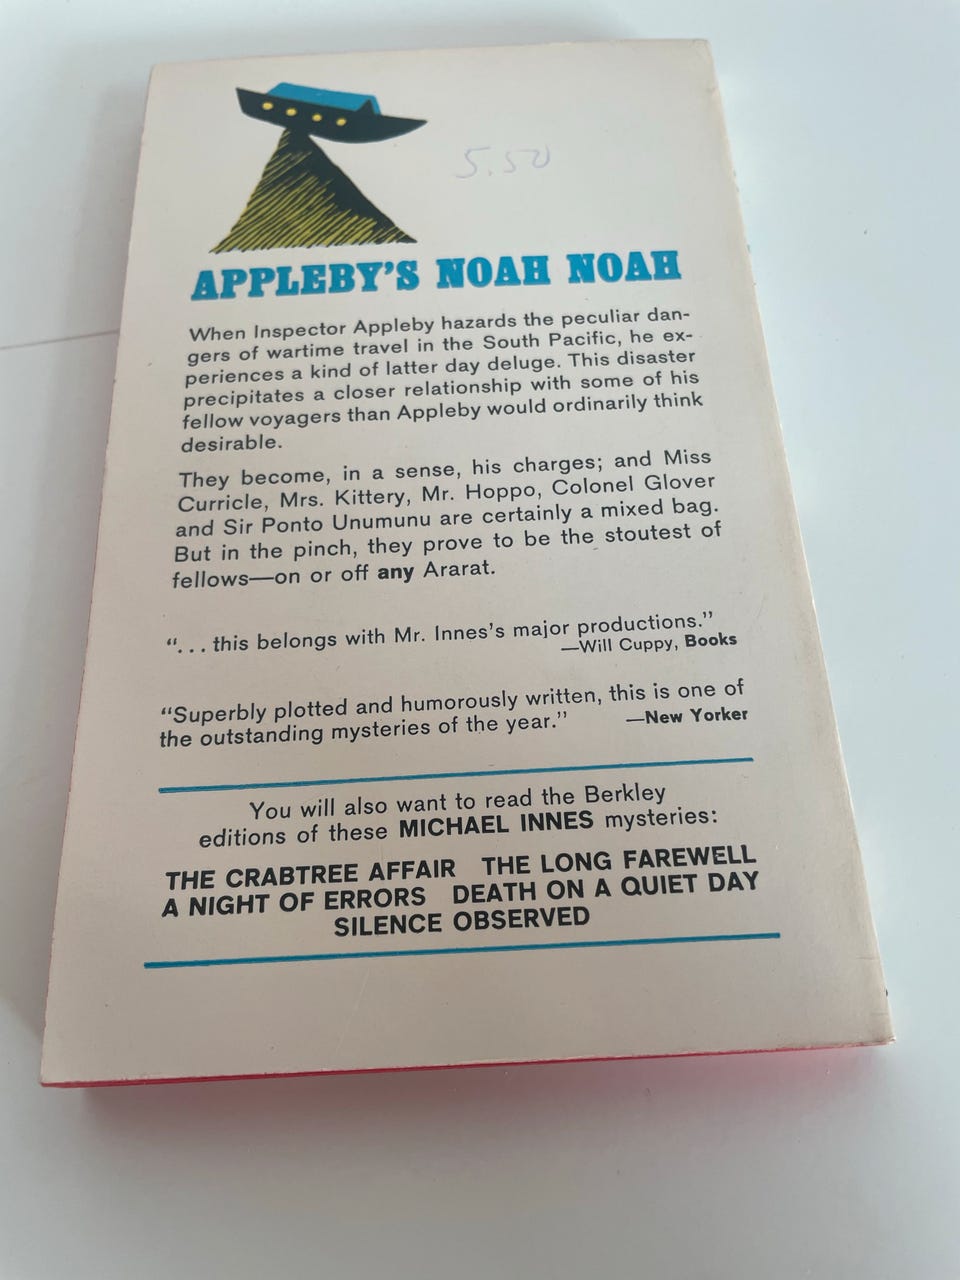 5.50
APPLEBY'S NOAH NOAH
When Inspector Appleby hazards the peculiar dan-
gers of wartime travel in the South Pacific, he ex-
periences a kind of latter day deluge. This disaster
precipitates a closer relationship with some of his
fellow voyagers than Appleby would ordinarily think
desirable.
They become, in a sense, his charges; and Miss
Curricle, Mrs. Kittery, Mr. Hoppo, Colonel Glover
and Sir Ponto Unumunu are certainly a mixed bag.
But in the pinch, they prove to be the stoutest of
fellows—on or off any Ararat.
“... this belongs with Mr. Innes's major productions.”
—Will Cuppy, Books
“Superbly plotted and humorously written, this is one of
the outstanding mysteries of the year.” —New Yorker
You will also want to read the Berkley
editions of these MICHAEL INNES mysteries:
THE CRABTREE AFFAIR THE LONG FAREWELL
A NIGHT OF ERRORS DEATH ON A QUIET DAY
SILENCE OBSERVED